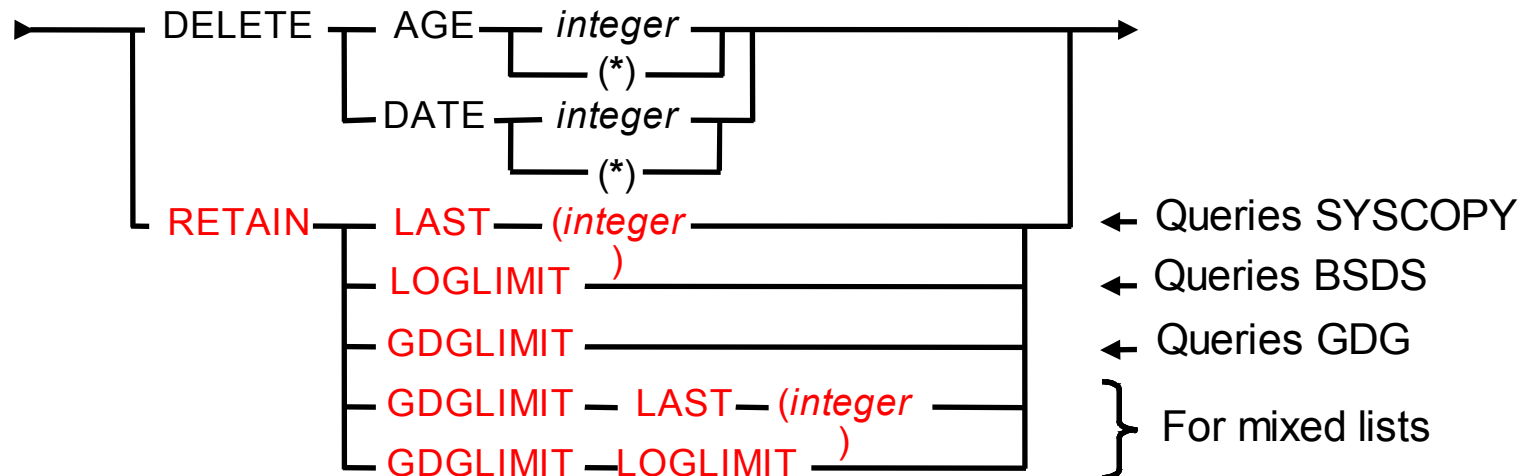 DELETE AGE integer
(*)
DATE integer
(*)
RETAIN LAST (integer
) Queries SYSCOPY
LOGLIMIT Queries BSDS
GDGLIMIT Queries GDG
GDGLIMIT LAST (integer
) For mixed lists
GDGLIMIT LOGLIMIT